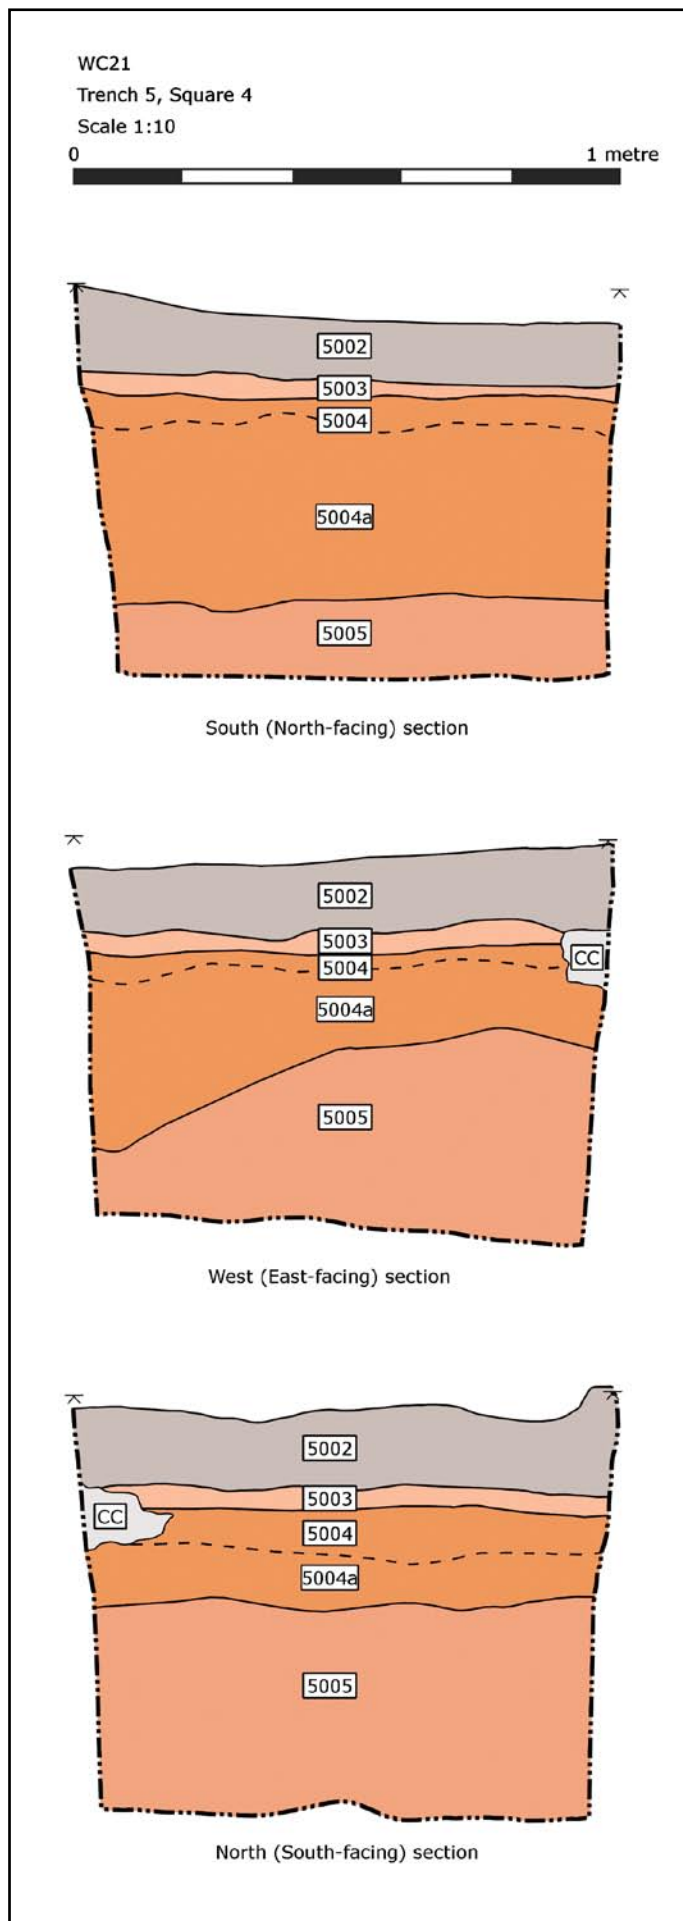 WC21
Trench 5, Square 4
Scale 1:10
0 1 metre
5002
5003
5004
5004a
5005
South (North-facing) section
5002
5003
5004
CC
5004a
5005
West (East-facing) section
5002
5003
CC
5004
5004a
5005
North (South-facing) section